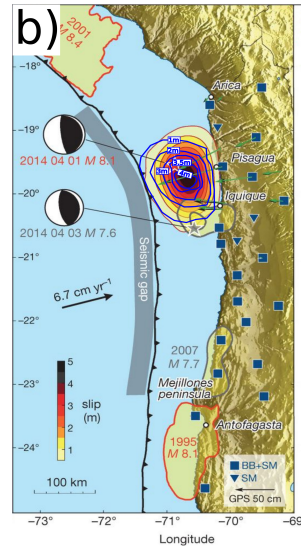 b)
2001
M 8.4
–18°
Arica
–19°
1m
2m
3.5m
3m
4m
Pisagua
2014 04 01 M 8.1
Iquique
–20°
2014 04 03 M 7.6
Seismic gap
–21°
6.7 cm yr⁻¹
–22°
2007
M 7.7
5
4
3
2
1
slip
(m)
Mejillones
peninsula
–23°
Antofagasta
1995
M 8.1
–24°
100 km
BB+SM
SM
GPS 50 cm
–73 –72 –71 –70 –69
Longitude